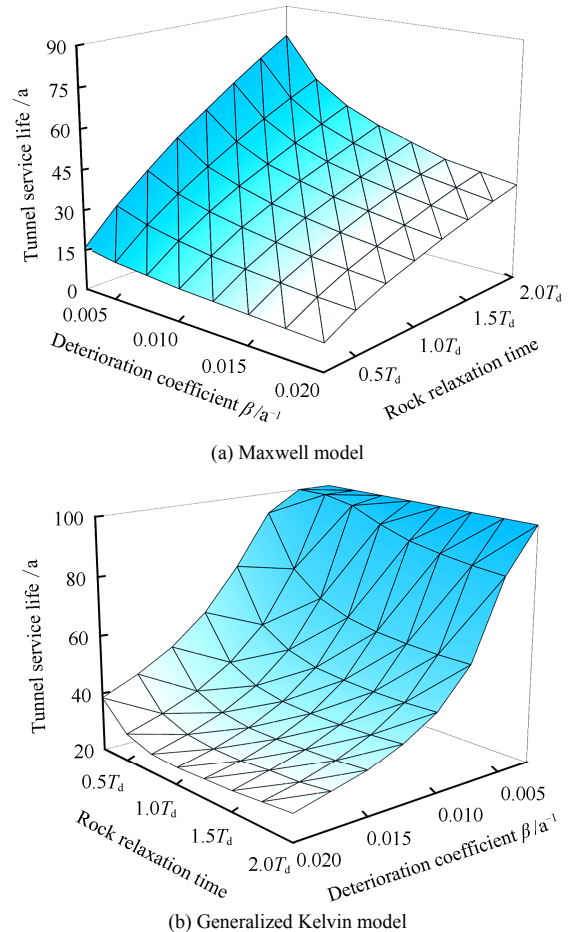 90
75
60
45
30
15
0
Tunnel service life /a
0.005
0.010
0.015
0.020
Deterioration coefficient β/a⁻¹
0.5T_d
1.0T_d
1.5T_d
2.0T_d
Rock relaxation time
(a) Maxwell model
100
80
60
40
20
Tunnel service life /a
0.5T_d
1.0T_d
1.5T_d
2.0T_d
Rock relaxation time
0.020
0.015
0.010
0.005
Deterioration coefficient β/a⁻¹
(b) Generalized Kelvin model